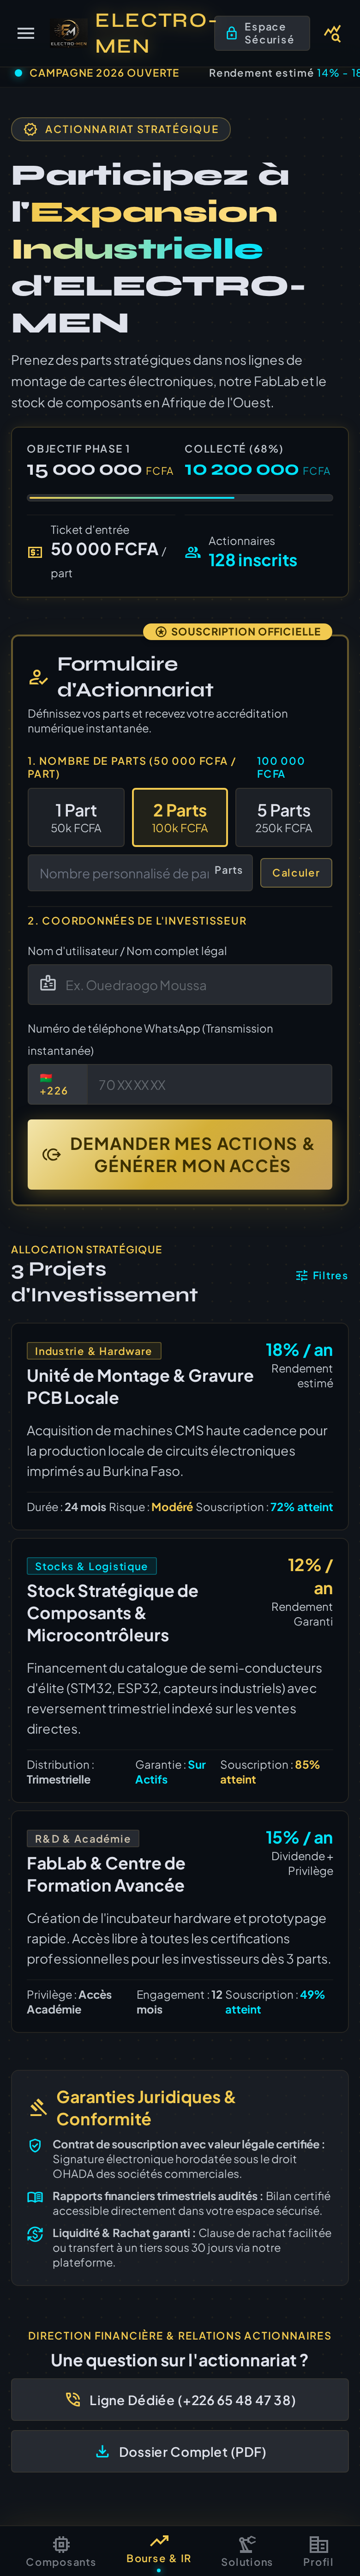 ELECTRO-
MEN
Espace
Sécurisé
ELECTRO-MEN
CAMPAGNE 2026 OUVERTE Rendement estimé 14% - 18
ACTIONNARIAT STRATÉGIQUE
Participez à
l'Expansion
Industrielle
d'ELECTRO-
MEN
Prenez des parts stratégiques dans nos lignes de
montage de cartes électroniques, notre FabLab et le
stock de composants en Afrique de l'Ouest.
OBJECTIF PHASE 1
15 000 000 FCFA
COLLECTÉ (68%)
10 200 000 FCFA
Ticket d'entrée
50 000 FCFA /
part
Actionnaires
128 inscrits
SOUSCRIPTION OFFICIELLE
Formulaire
d'Actionnariat
Définissez vos parts et recevez votre accréditation
numérique instantanée.
1. NOMBRE DE PARTS (50 000 FCFA /
PART)
100 000
FCFA
1 Part
50k FCFA
2 Parts
100k FCFA
5 Parts
250k FCFA
Nombre personnalisé de par Parts
Calculer
2. COORDONNÉES DE L'INVESTISSEUR
Nom d'utilisateur / Nom complet légal
Ex. Ouedraogo Moussa
Numéro de téléphone WhatsApp (Transmission
instantanée)
🇧🇫
+226
70 XX XX XX
DEMANDER MES ACTIONS &
GÉNÉRER MON ACCÈS
ALLOCATION STRATÉGIQUE
3 Projets
d'Investissement
Filtres
Industrie & Hardware
Unité de Montage & Gravure
PCB Locale
18% / an
Rendement
estimé
Acquisition de machines CMS haute cadence pour
la production locale de circuits électroniques
imprimés au Burkina Faso.
Durée : 24 mois Risque : Modéré Souscription : 72% atteint
Stocks & Logistique
Stock Stratégique de
Composants &
Microcontrôleurs
12% /
an
Rendement
Garanti
Financement du catalogue de semi-conducteurs
d'élite (STM32, ESP32, capteurs industriels) avec
reversement trimestriel indexé sur les ventes
directes.
Distribution :
Trimestrielle
Garantie : Sur
Actifs
Souscription : 85%
atteint
R&D & Académie
FabLab & Centre de
Formation Avancée
15% / an
Dividende +
Privilège
Création de l'incubateur hardware et prototypage
rapide. Accès libre à toutes les certifications
professionnelles pour les investisseurs dès 3 parts.
Privilège : Accès
Académie
Engagement : 12
mois
Souscription : 49%
atteint
Garanties Juridiques &
Conformité
Contrat de souscription avec valeur légale certifiée :
Signature électronique horodatée sous le droit
OHADA des sociétés commerciales.
Rapports financiers trimestriels audités : Bilan certifié
accessible directement dans votre espace sécurisé.
Liquidité & Rachat garanti : Clause de rachat facilitée
ou transfert à un tiers sous 30 jours via notre
plateforme.
DIRECTION FINANCIÈRE & RELATIONS ACTIONNAIRES
Une question sur l'actionnariat ?
Ligne Dédiée (+226 65 48 47 38)
Dossier Complet (PDF)
Composants
Bourse & IR
Solutions
Profil